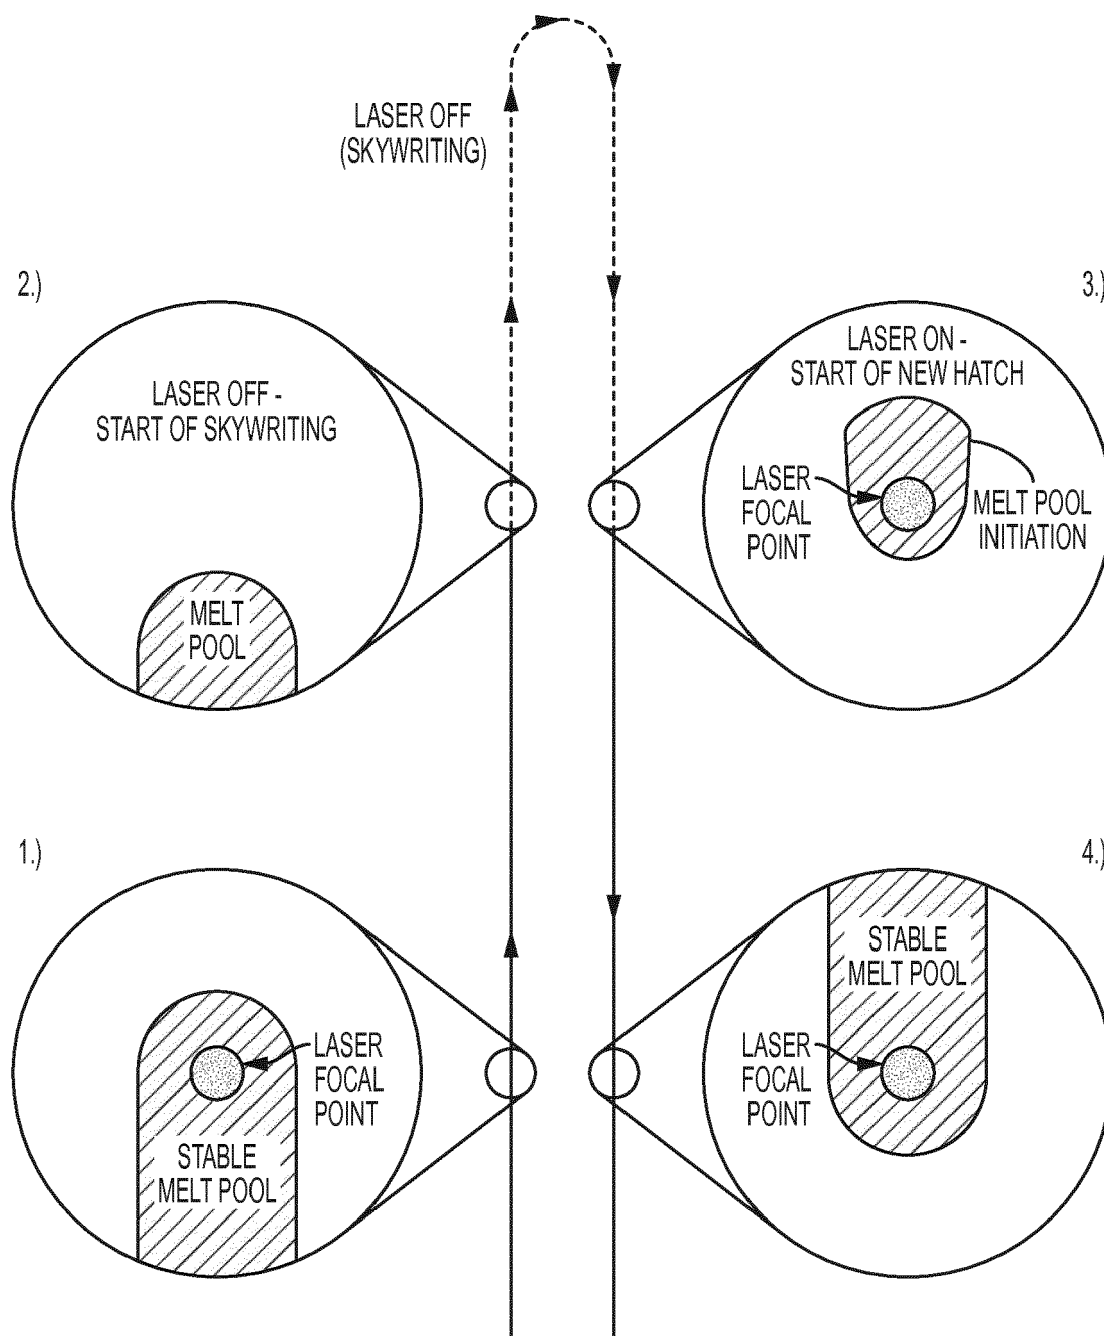 LASER OFF
(SKYWRITING)
2.)
LASER OFF -
START OF SKYWRITING
MELT
POOL
3.)
LASER ON -
START OF NEW HATCH
LASER
FOCAL
POINT
MELT POOL
INITIATION
1.)
LASER
FOCAL
POINT
STABLE
MELT POOL
4.)
STABLE
MELT POOL
LASER
FOCAL
POINT